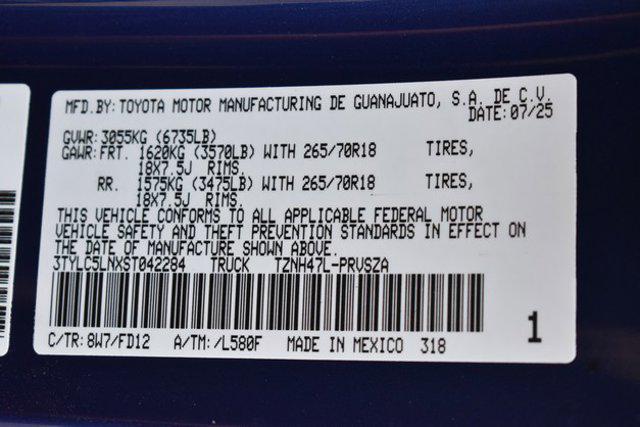 MFD.BY: TOYOTA MOTOR MANUFACTURING DE GUANAJUATO, S.A. DE C.V.
DATE: 07/25
GVWR: 3055KG (6735LB)
GAWR: FRT. 1620KG (3570LB) WITH 265/70R18 TIRES,
18X7.5J RIMS.
RR. 1575KG (3475LB) WITH 265/70R18 TIRES,
18X7.5J RIMS.
THIS VEHICLE CONFORMS TO ALL APPLICABLE FEDERAL MOTOR
VEHICLE SAFETY AND THEFT PREVENTION STANDARDS IN EFFECT ON
THE DATE OF MANUFACTURE SHOWN ABOVE.
3TYLC5LNXST042284 TRUCK TZNH47L-PRVSZA
C/TR: 8W7/FD12 A/TM: /L580F MADE IN MEXICO 318
1